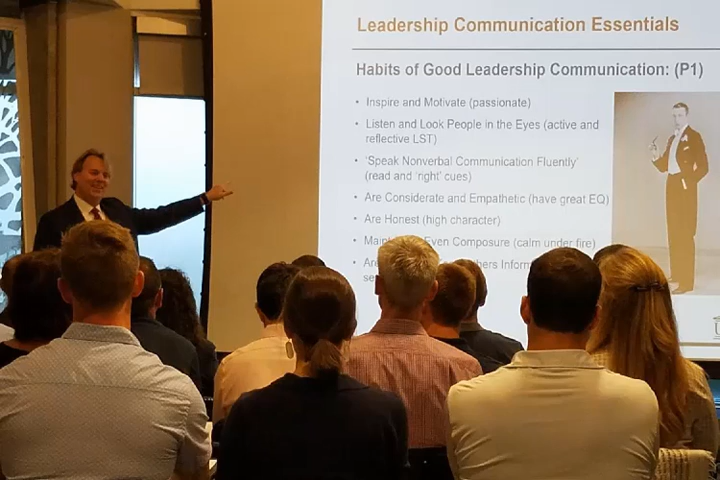 Leadership Communication Essentials
Habits of Good Leadership Communication: (P1)
• Inspire and Motivate (passionate)
• Listen and Look People in the Eyes (active and
reflective LST)
• 'Speak Nonverbal Communication Fluently'
(read and 'right' cues)
• Are Considerate and Empathetic (have great EQ)
• Are Honest (high character)
• Even Composure (calm under fire)
•